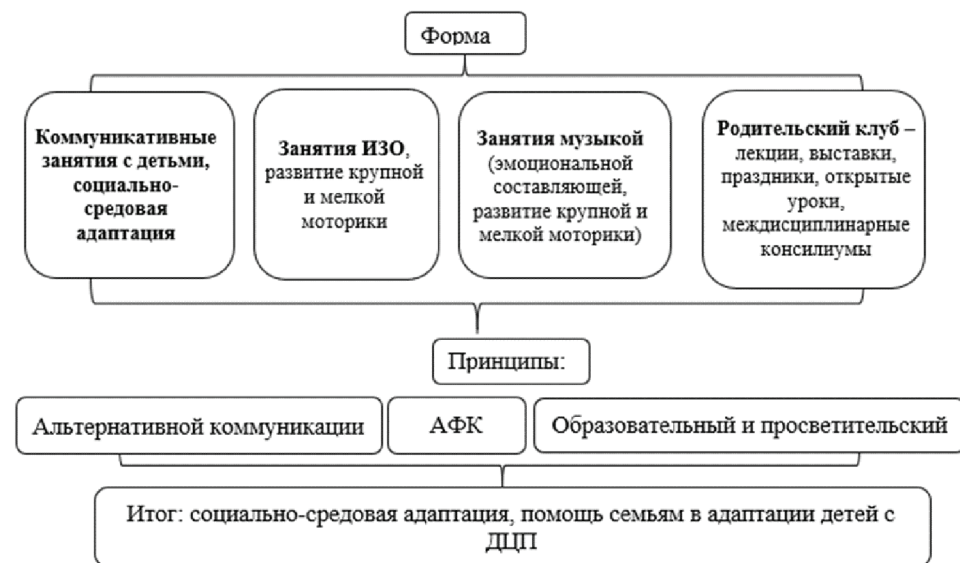 Форма
Коммуникативные
занятия с детьми,
социально-
средовая
адаптация
Занятия ИЗО,
развитие крупной
и мелкой
моторики
Занятия музыкой
(эмоциональной
составляющей,
развитие крупной и
мелкой моторики)
Родительский клуб –
лекции, выставки,
праздники, открытые
уроки,
междисциплинарные
консилиумы
Принципы:
Альтернативной коммуникации
АФК
Образовательный и просветительский
Итог: социально-средовая адаптация, помощь семьям в адаптации детей с
ДЦП